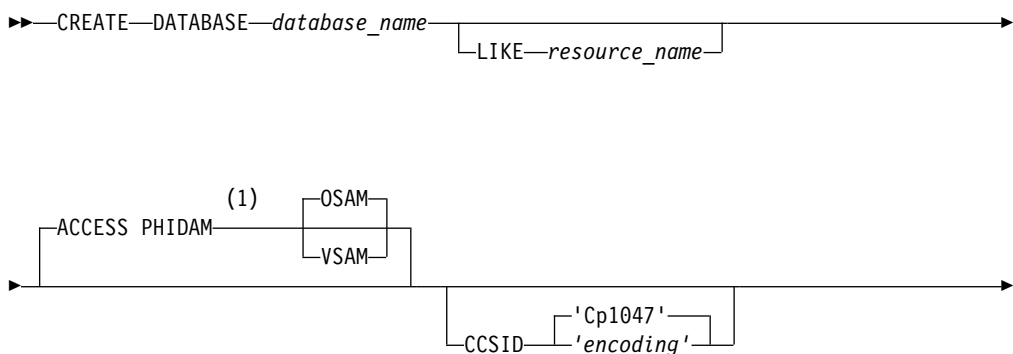 CREATE DATABASE database_name
LIKE resource_name
(1) OSAM
ACCESS PHIDAM
VSAM
'Cp1047'
CCSID 'encoding'